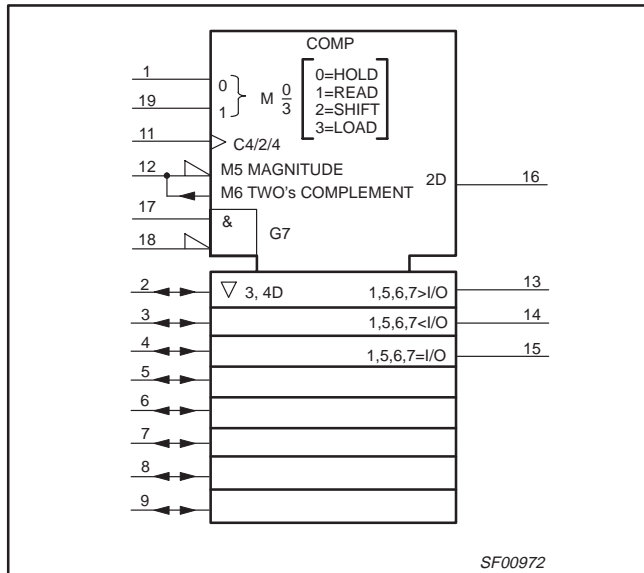 COMP
1
0
M 0/3
0=HOLD
1=READ
2=SHIFT
3=LOAD
19
1
11
C4/2/4
12
M5 MAGNITUDE
M6 TWO's COMPLEMENT
2D
16
17
&
G7
18
2
▽ 3, 4D
1,5,6,7>I/O
13
3
1,5,6,7<I/O
14
4
1,5,6,7=I/O
15
5
6
7
8
9
SF00972